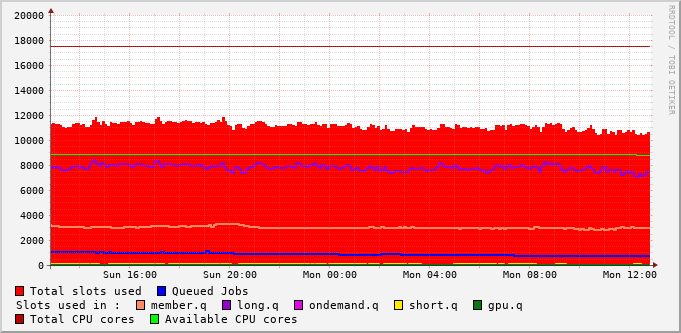 20000
18000
16000
14000
12000
10000
8000
6000
4000
2000
0
Sun 16:00 Sun 20:00 Mon 00:00 Mon 04:00 Mon 08:00 Mon 12:00
Total slots used Queued Jobs
Slots used in : member.q long.q ondemand.q short.q gpu.q
Total CPU cores Available CPU cores
RRDTOOL / TOBI OETIKER